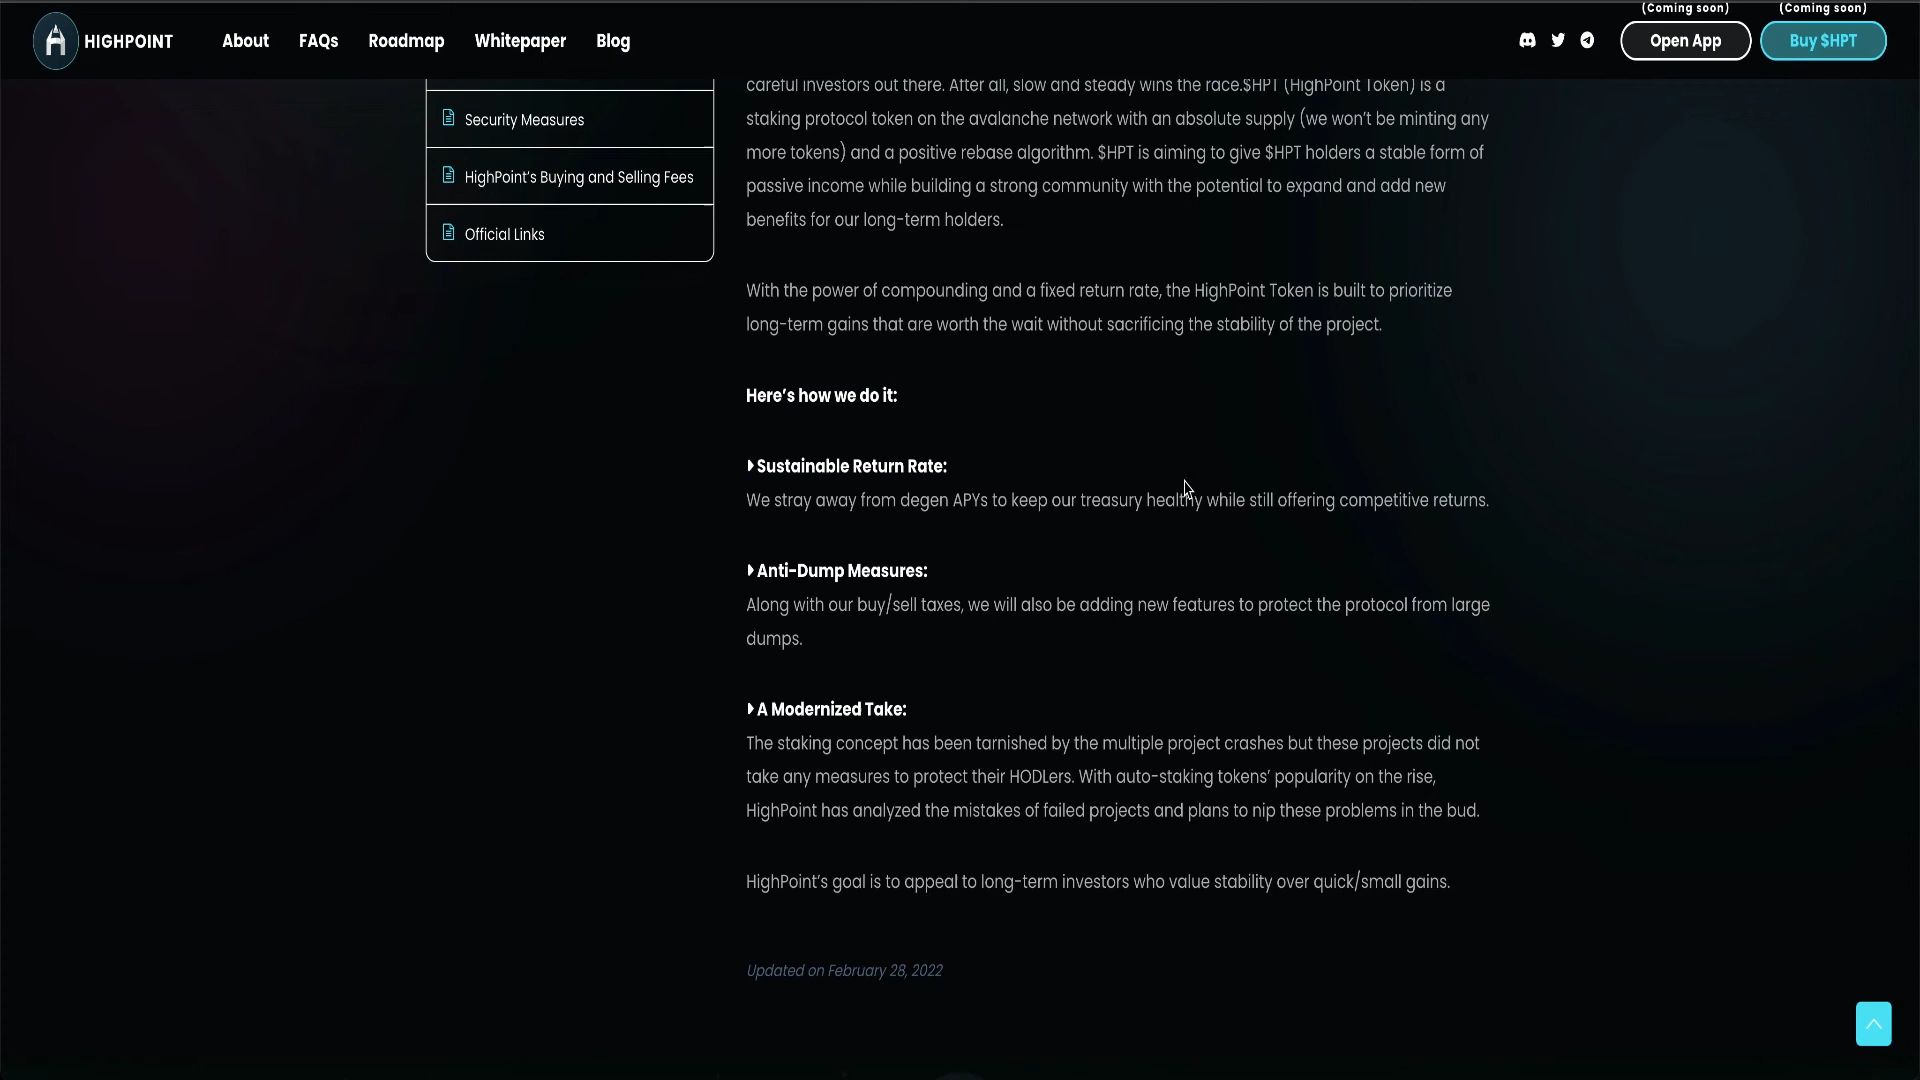 (Coming soon) (Coming soon)
HIGHPOINT About FAQs Roadmap Whitepaper Blog Open App Buy $HPT
Security Measures
HighPoint's Buying and Selling Fees
Official Links
careful investors out there. After all, slow and steady wins the race.$HPT (HighPoint Token) is a
staking protocol token on the avalanche network with an absolute supply (we won't be minting any
more tokens) and a positive rebase algorithm. $HPT is aiming to give $HPT holders a stable form of
passive income while building a strong community with the potential to expand and add new
benefits for our long-term holders.
With the power of compounding and a fixed return rate, the HighPoint Token is built to prioritize
long-term gains that are worth the wait without sacrificing the stability of the project.
Here's how we do it:
Sustainable Return Rate:
We stray away from degen APYs to keep our treasury healthy while still offering competitive returns.
Anti-Dump Measures:
Along with our buy/sell taxes, we will also be adding new features to protect the protocol from large
dumps.
A Modernized Take:
The staking concept has been tarnished by the multiple project crashes but these projects did not
take any measures to protect their HODLers. With auto-staking tokens' popularity on the rise,
HighPoint has analyzed the mistakes of failed projects and plans to nip these problems in the bud.
HighPoint's goal is to appeal to long-term investors who value stability over quick/small gains.
Updated on February 28, 2022